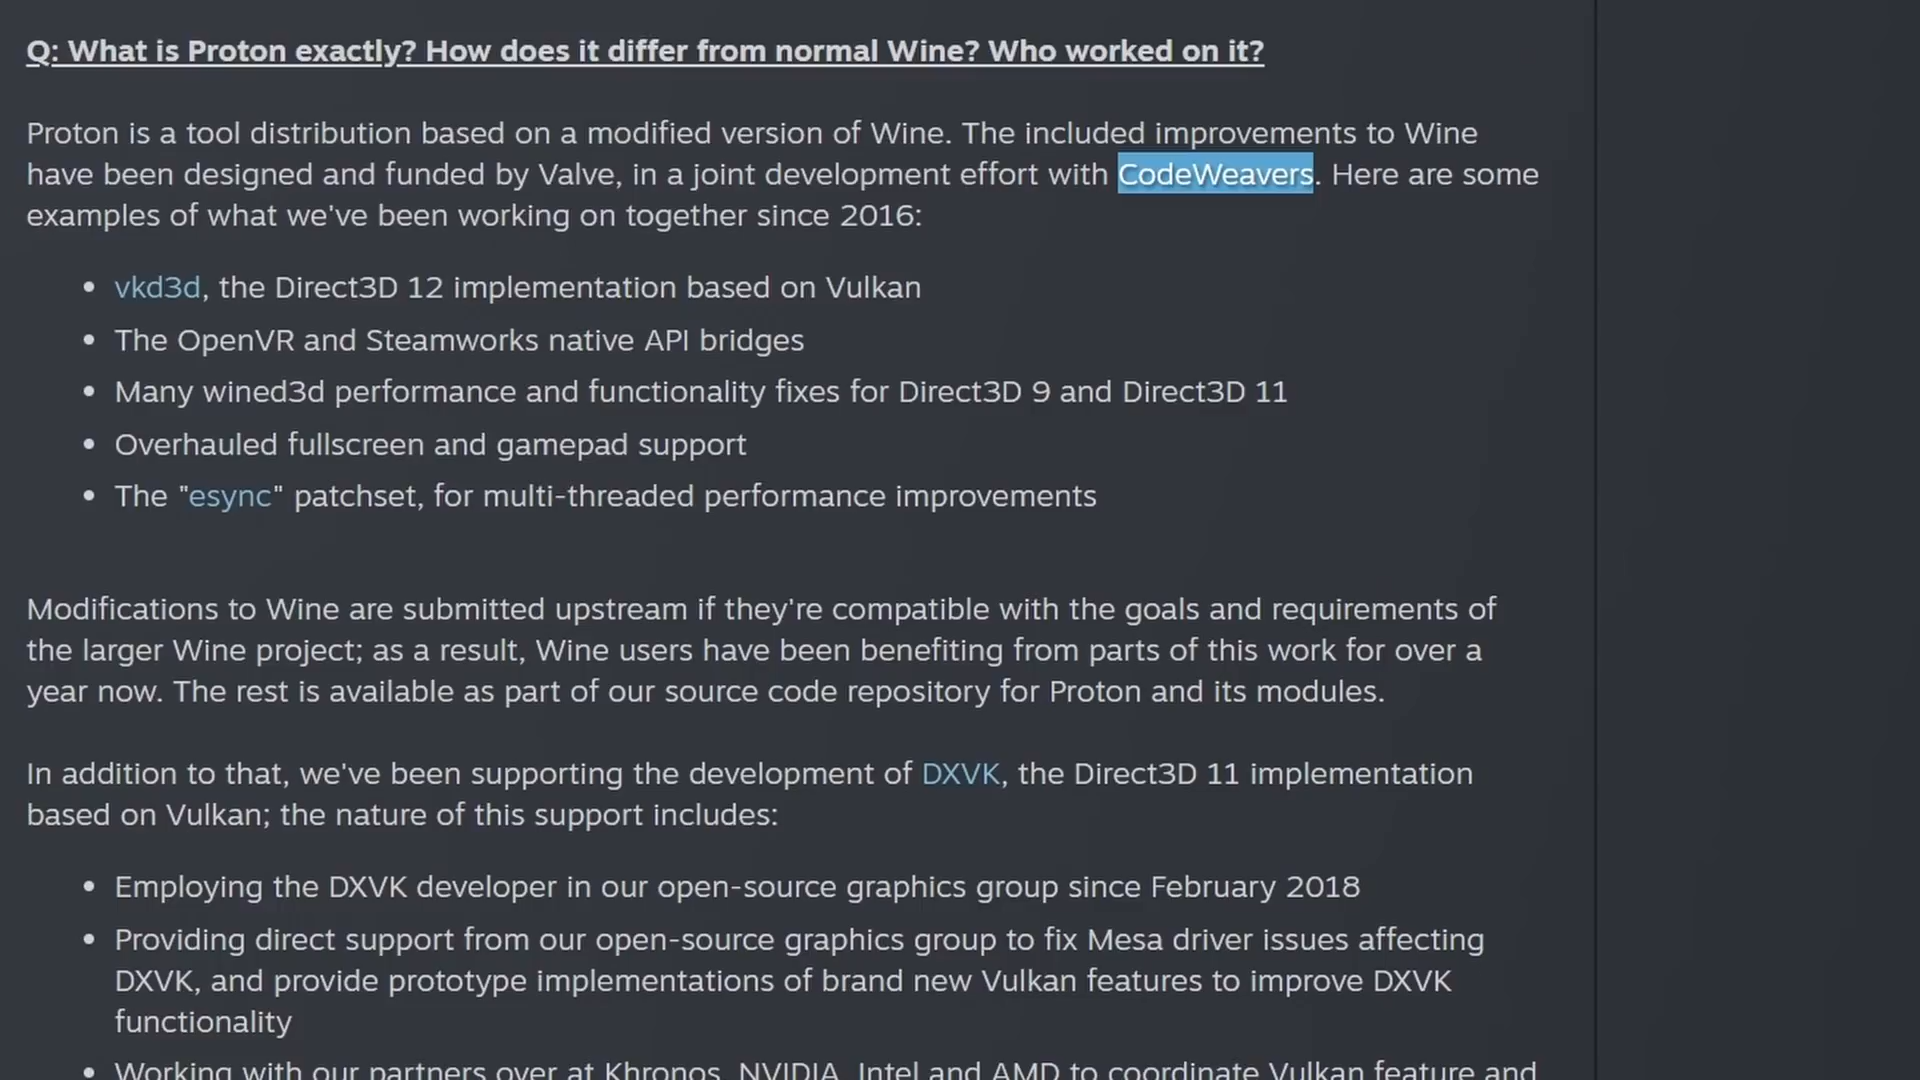 Q: What is Proton exactly? How does it differ from normal Wine? Who worked on it?
Proton is a tool distribution based on a modified version of Wine. The included improvements to Wine
have been designed and funded by Valve, in a joint development effort with CodeWeavers. Here are some
examples of what we've been working on together since 2016:
• vkd3d, the Direct3D 12 implementation based on Vulkan
• The OpenVR and Steamworks native API bridges
• Many wined3d performance and functionality fixes for Direct3D 9 and Direct3D 11
• Overhauled fullscreen and gamepad support
• The "esync" patchset, for multi-threaded performance improvements
Modifications to Wine are submitted upstream if they're compatible with the goals and requirements of
the larger Wine project; as a result, Wine users have been benefiting from parts of this work for over a
year now. The rest is available as part of our source code repository for Proton and its modules.
In addition to that, we've been supporting the development of DXVK, the Direct3D 11 implementation
based on Vulkan; the nature of this support includes:
• Employing the DXVK developer in our open-source graphics group since February 2018
• Providing direct support from our open-source graphics group to fix Mesa driver issues affecting
DXVK, and provide prototype implementations of brand new Vulkan features to improve DXVK
functionality
• Working with our partners over at Khronos, NVIDIA, Intel and AMD to coordinate Vulkan feature and